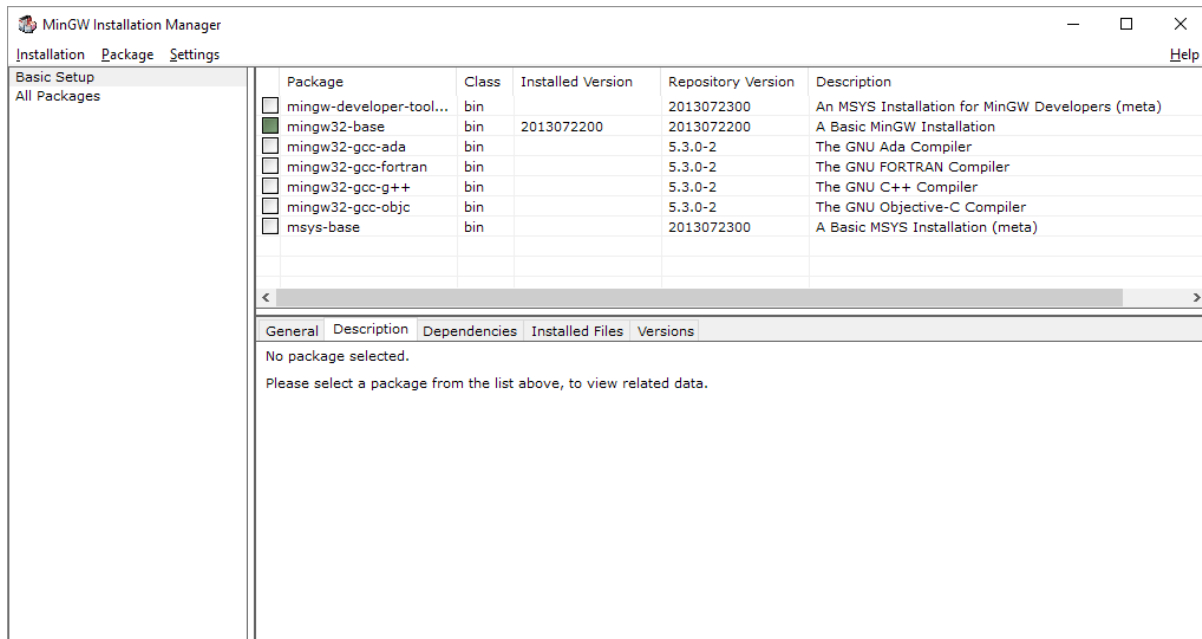 MinGW Installation Manager
Installation Package Settings Help
Basic Setup
All Packages
Package Class Installed Version Repository Version Description
mingw-developer-tool... bin 2013072300 An MSYS Installation for MinGW Developers (meta)
mingw32-base bin 2013072200 2013072200 A Basic MinGW Installation
mingw32-gcc-ada bin 5.3.0-2 The GNU Ada Compiler
mingw32-gcc-fortran bin 5.3.0-2 The GNU FORTRAN Compiler
mingw32-gcc-g++ bin 5.3.0-2 The GNU C++ Compiler
mingw32-gcc-objc bin 5.3.0-2 The GNU Objective-C Compiler
msys-base bin 2013072300 A Basic MSYS Installation (meta)
General Description Dependencies Installed Files Versions
No package selected.
Please select a package from the list above, to view related data.